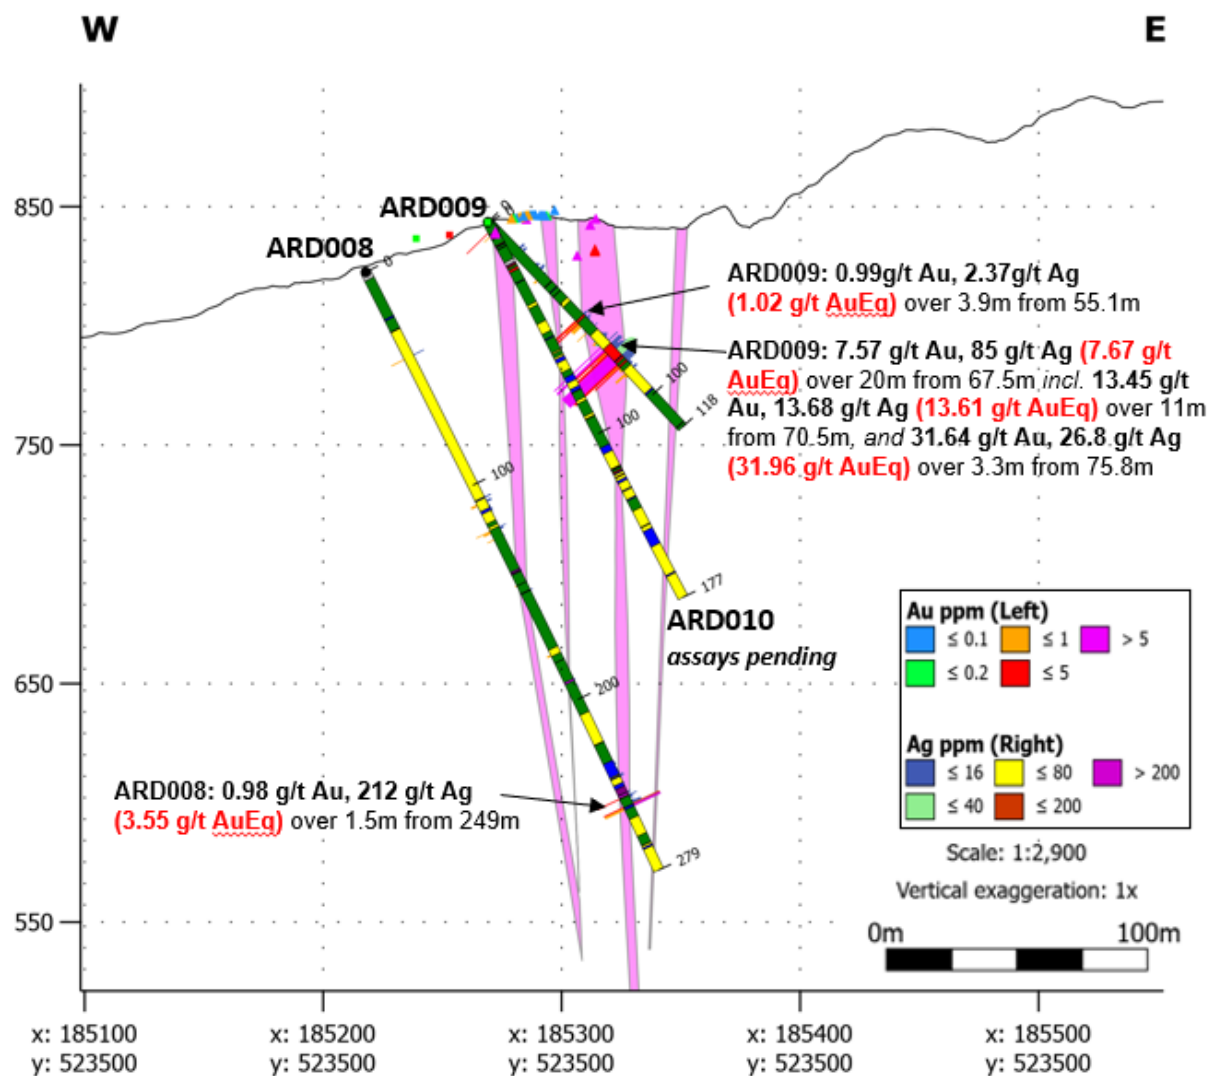 W
E
850
750
650
550
ARD009
0
0
ARD008
0
100
118
100
177
100
200
279
ARD009: 0.99g/t Au, 2.37g/t Ag
(1.02 g/t AuEq) over 3.9m from 55.1m
ARD009: 7.57 g/t Au, 85 g/t Ag (7.67 g/t
AuEq) over 20m from 67.5m incl. 13.45 g/t
Au, 13.68 g/t Ag (13.61 g/t AuEq) over 11m
from 70.5m, and 31.64 g/t Au, 26.8 g/t Ag
(31.96 g/t AuEq) over 3.3m from 75.8m
ARD010
assays pending
ARD008: 0.98 g/t Au, 212 g/t Ag
(3.55 g/t AuEq) over 1.5m from 249m
Au ppm (Left)
≤ 0.1 ≤ 1 > 5
≤ 0.2 ≤ 5
Ag ppm (Right)
≤ 16 ≤ 80 > 200
≤ 40 ≤ 200
Scale: 1:2,900
Vertical exaggeration: 1x
0m 100m
x: 185100 x: 185200 x: 185300 x: 185400 x: 185500
y: 523500 y: 523500 y: 523500 y: 523500 y: 523500